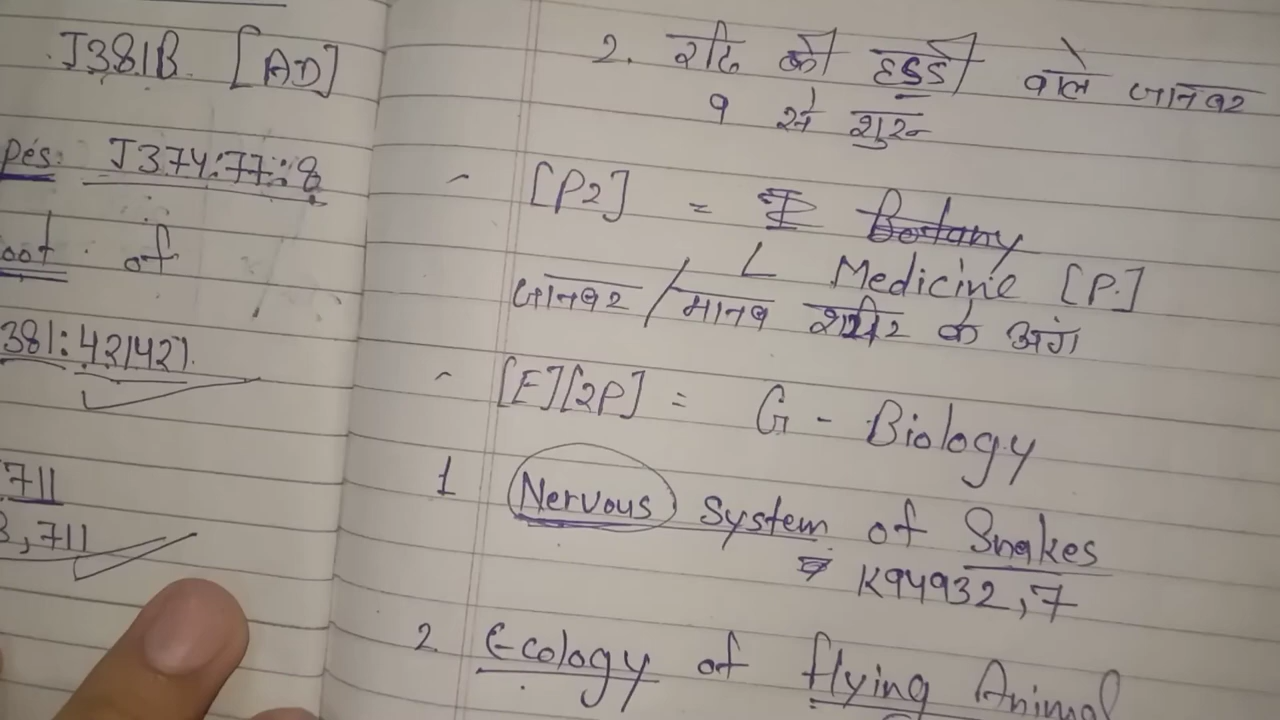 J381B [AD]
pes: J374:77::8
oot of
381:421427.
711
3,711
2. रीढ की हड्डी वाले जानवर
9 से शुरू
- [P2] = I Botany
L Medicine [P.]
जानवर / मानव शरीर के अंग
- [E][2P] = G - Biology
1 Nervous System of Snakes
K94932,7
2 Ecology of flying Animal